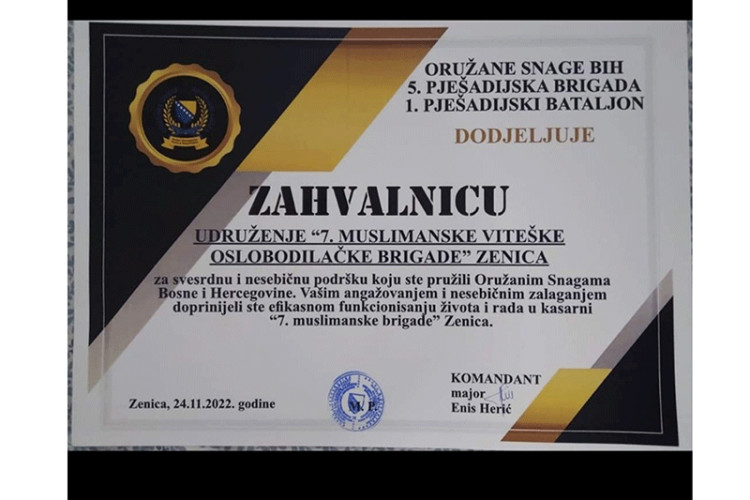 ORUŽANE SNAGE BIH
5. PJEŠADIJSKA BRIGADA
1. PJEŠADIJSKI BATALJON
DODJELJUJE
ZAHVALNICU
UDRUŽENJE “7. MUSLIMANSKE VITEŠKE
OSLOBODILAČKE BRIGADE” ZENICA
za svesrdnu i nesebičnu podršku koju ste pružili Oružanim Snagama
Bosne i Hercegovine. Vašim angažovanjem i nesebičnim zalaganjem
doprinijeli ste efikasnom funkcionisanju života i rada u kasarni
“7. muslimanske brigade” Zenica.
Zenica, 24.11.2022. godine
M. P.
KOMANDANT
major
Enis Herić